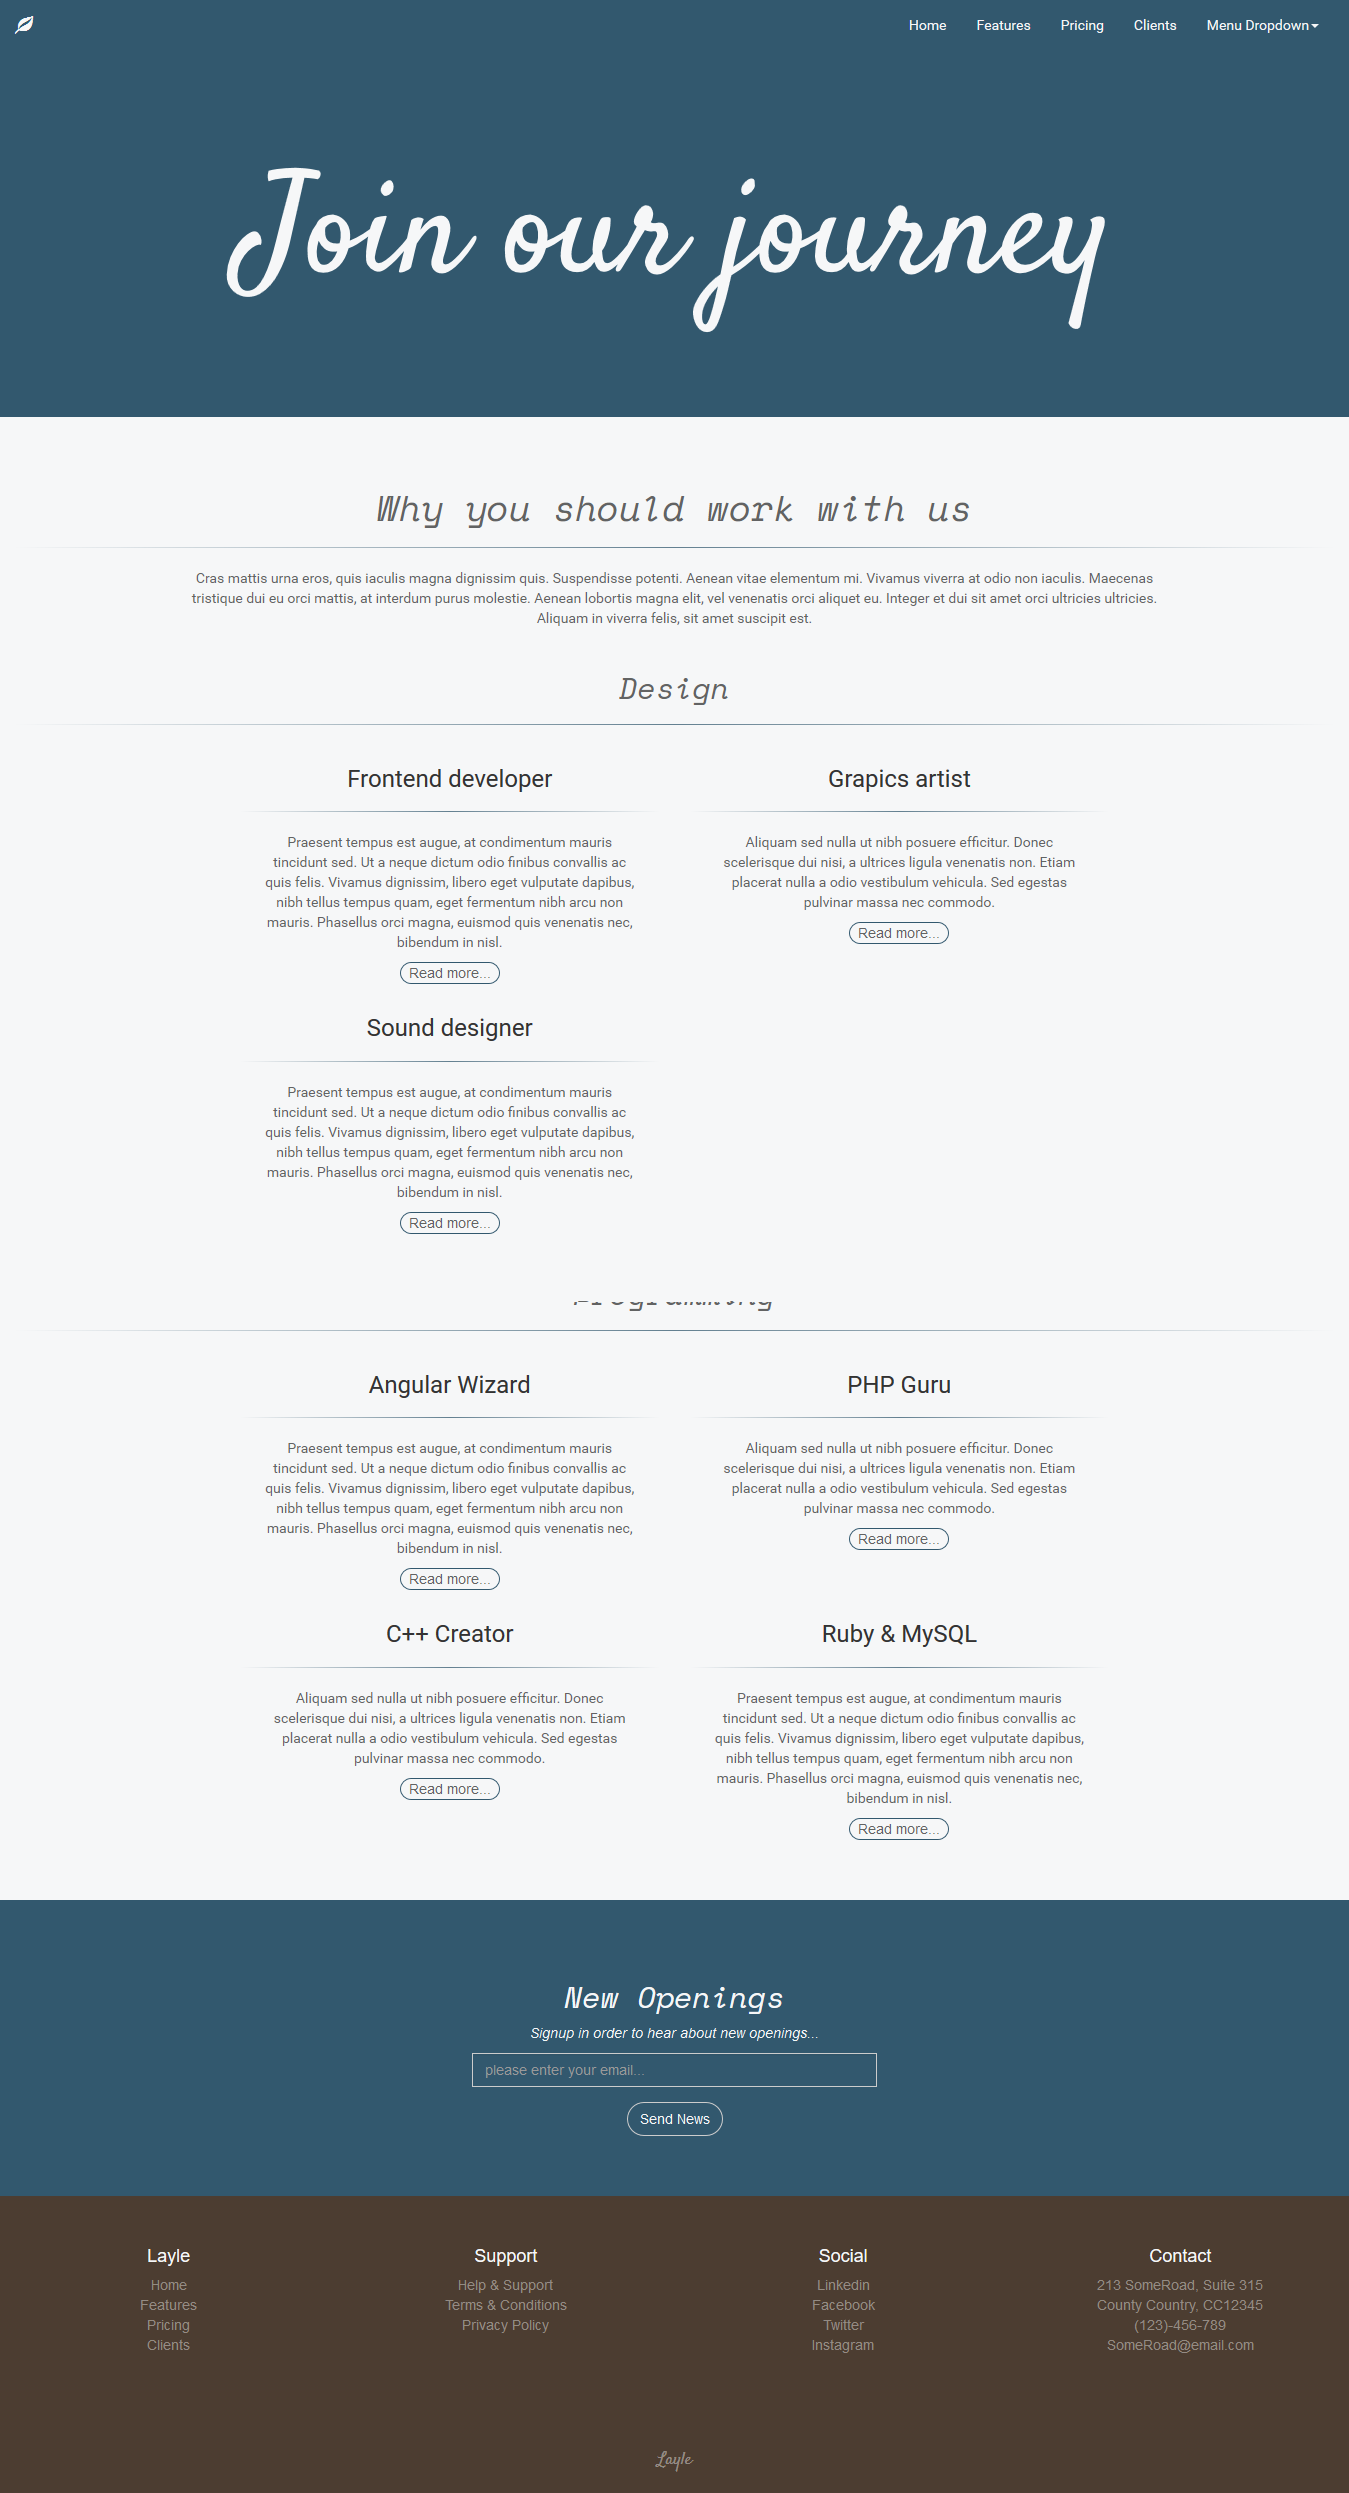 Home Features Pricing Clients Menu Dropdown
Join our journey
Why you should work with us
Cras mattis urna eros, quis iaculis magna dignissim quis. Suspendisse potenti. Aenean vitae elementum mi. Vivamus viverra at odio non iaculis. Maecenas
tristique dui eu orci mattis, at interdum purus molestie. Aenean lobortis magna elit, vel venenatis orci aliquet eu. Integer et dui sit amet orci ultricies ultricies.
Aliquam in viverra felis, sit amet suscipit est.
Design
Frontend developer
Praesent tempus est augue, at condimentum mauris
tincidunt sed. Ut a neque dictum odio finibus convallis ac
quis felis. Vivamus dignissim, libero eget vulputate dapibus,
nibh tellus tempus quam, eget fermentum nibh arcu non
mauris. Phasellus orci magna, euismod quis venenatis nec,
bibendum in nisl.
Read more...
Grapics artist
Aliquam sed nulla ut nibh posuere efficitur. Donec
scelerisque dui nisi, a ultrices ligula venenatis non. Etiam
placerat nulla a odio vestibulum vehicula. Sed egestas
pulvinar massa nec commodo.
Read more...
Sound designer
Praesent tempus est augue, at condimentum mauris
tincidunt sed. Ut a neque dictum odio finibus convallis ac
quis felis. Vivamus dignissim, libero eget vulputate dapibus,
nibh tellus tempus quam, eget fermentum nibh arcu non
mauris. Phasellus orci magna, euismod quis venenatis nec,
bibendum in nisl.
Read more...
Programming
Angular Wizard
Praesent tempus est augue, at condimentum mauris
tincidunt sed. Ut a neque dictum odio finibus convallis ac
quis felis. Vivamus dignissim, libero eget vulputate dapibus,
nibh tellus tempus quam, eget fermentum nibh arcu non
mauris. Phasellus orci magna, euismod quis venenatis nec,
bibendum in nisl.
Read more...
PHP Guru
Aliquam sed nulla ut nibh posuere efficitur. Donec
scelerisque dui nisi, a ultrices ligula venenatis non. Etiam
placerat nulla a odio vestibulum vehicula. Sed egestas
pulvinar massa nec commodo.
Read more...
C++ Creator
Aliquam sed nulla ut nibh posuere efficitur. Donec
scelerisque dui nisi, a ultrices ligula venenatis non. Etiam
placerat nulla a odio vestibulum vehicula. Sed egestas
pulvinar massa nec commodo.
Read more...
Ruby & MySQL
Praesent tempus est augue, at condimentum mauris
tincidunt sed. Ut a neque dictum odio finibus convallis ac
quis felis. Vivamus dignissim, libero eget vulputate dapibus,
nibh tellus tempus quam, eget fermentum nibh arcu non
mauris. Phasellus orci magna, euismod quis venenatis nec,
bibendum in nisl.
Read more...
New Openings
Signup in order to hear about new openings...
please enter your email...
Send News
Layle
Home
Features
Pricing
Clients
Support
Help & Support
Terms & Conditions
Privacy Policy
Social
Linkedin
Facebook
Twitter
Instagram
Contact
213 SomeRoad, Suite 315
County Country, CC12345
(123)-456-789
SomeRoad@email.com
Layle